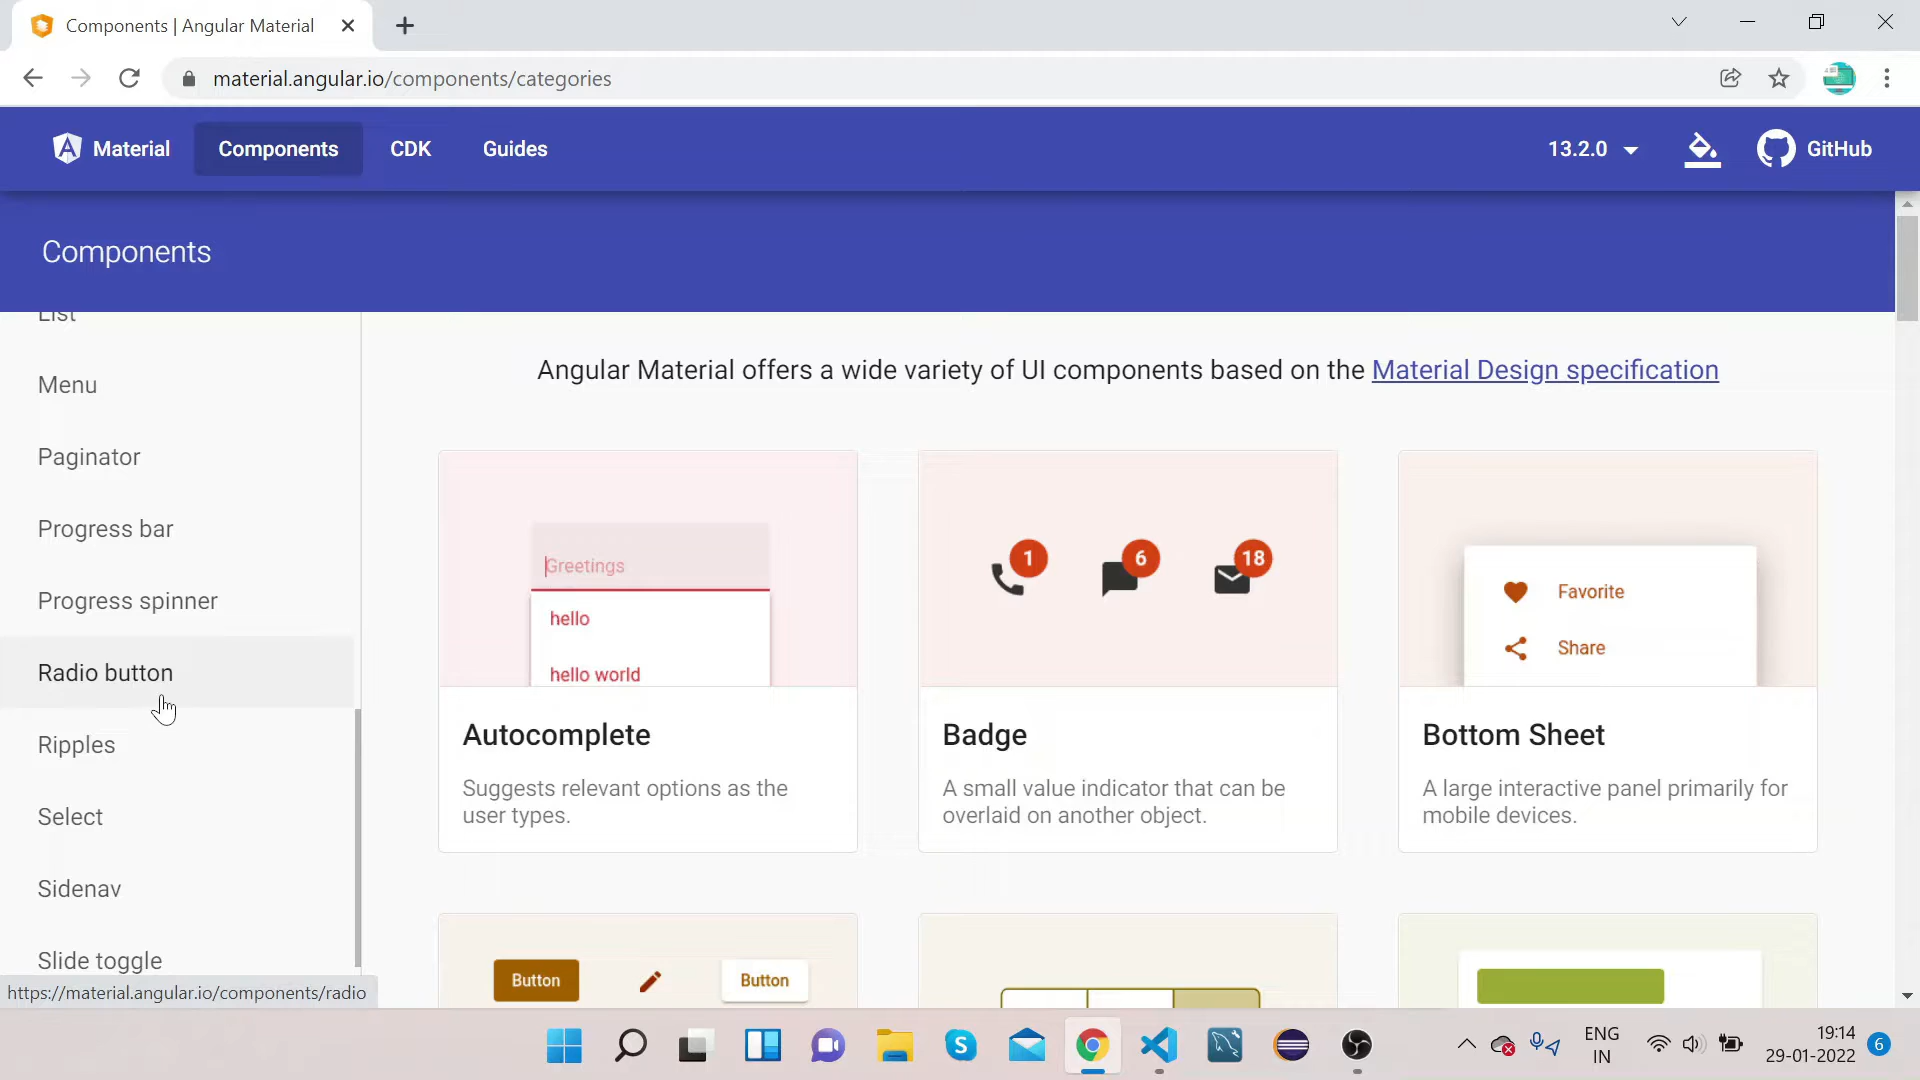 Components | Angular Material
material.angular.io/components/categories
Material
Components
CDK
Guides
13.2.0
GitHub
Components
List
Menu
Paginator
Progress bar
Progress spinner
Radio button
Ripples
Select
Sidenav
Slide toggle
https://material.angular.io/components/radio
Angular Material offers a wide variety of UI components based on the Material Design specification
Greetings
hello
hello world
Autocomplete
Suggests relevant options as the
user types.
1
6
18
Badge
A small value indicator that can be
overlaid on another object.
Favorite
Share
Bottom Sheet
A large interactive panel primarily for
mobile devices.
Button
Button
ENG
IN
19:14
29-01-2022
6